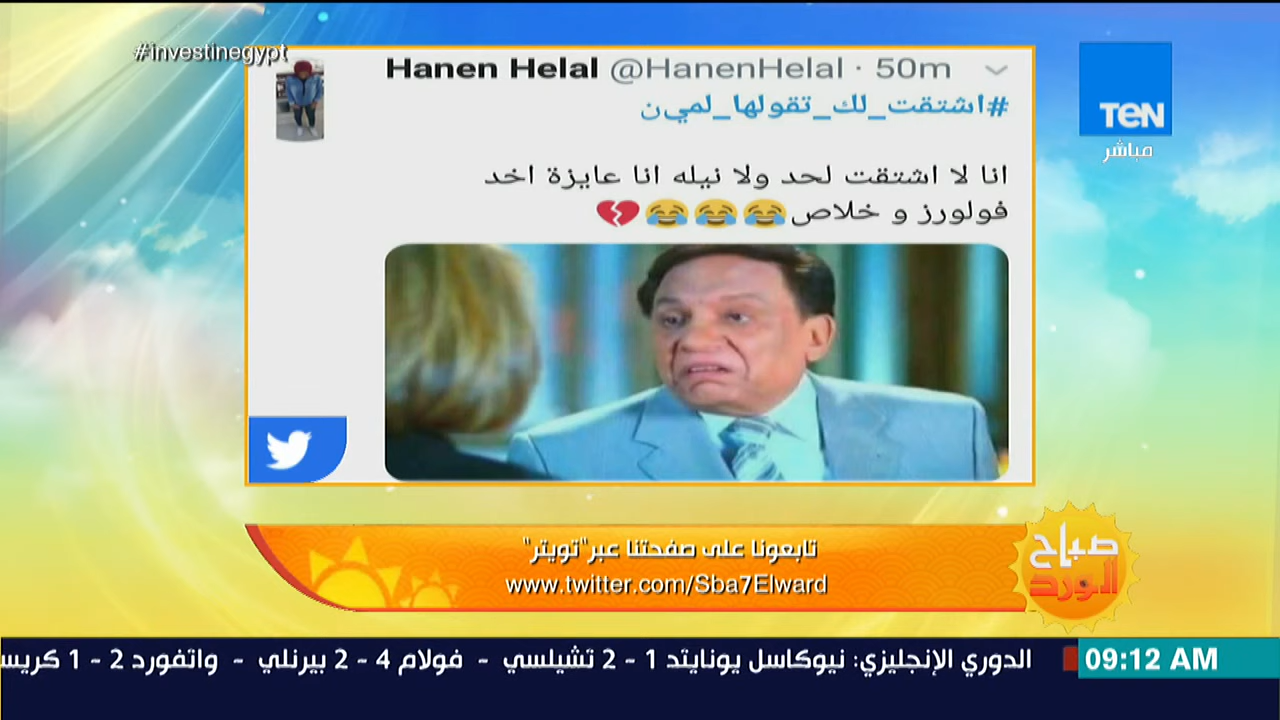 #investinegypt
Hanen Helal @HanenHelal · 50m
#اشتقت_لك_تقولها_لمين
انا لا اشتقت لحد ولا نيله انا عايزة اخد
فولورز و خلاص😂😂😂💔
TEN
مباشر
تابعونا على صفحتنا عبر"تويتر"
www.twitter.com/Sba7Elward
صباح
الورد
الدوري الإنجليزي: نيوكاسل يونايتد 1 - 2 تشيلسي - فولام 4 - 2 بيرنلي - واتفورد 2 - 1 كريس
09:12 AM